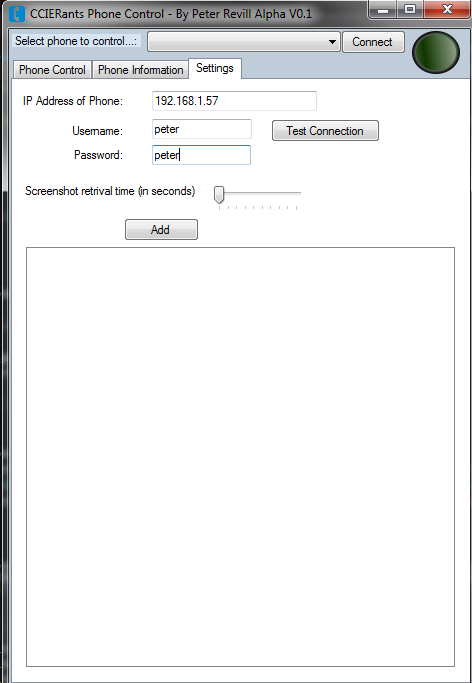 CCIERants Phone Control - By Peter Revill Alpha V0.1
Select phone to control...: Connect
Phone Control Phone Information Settings
IP Address of Phone: 192.168.1.57
Username: peter Test Connection
Password: peter
Screenshot retrival time (in seconds)
Add